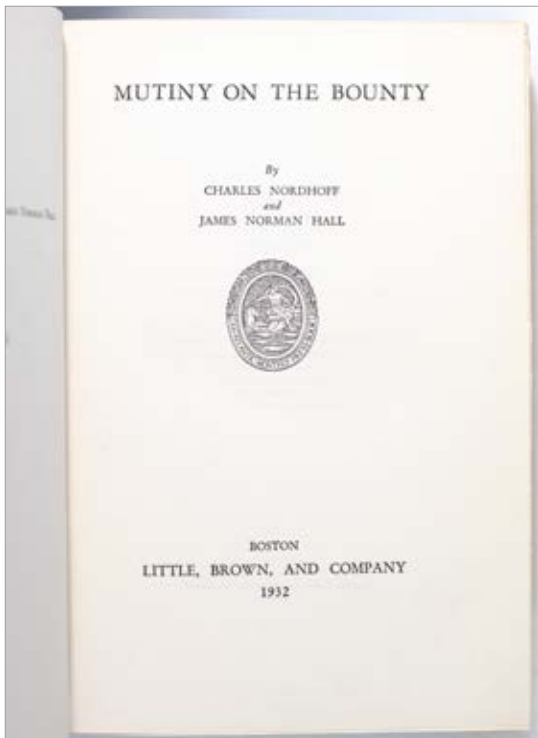 MUTINY ON THE BOUNTY
By
CHARLES NORDHOFF
and
JAMES NORMAN HALL
BOSTON
LITTLE, BROWN, AND COMPANY
1932